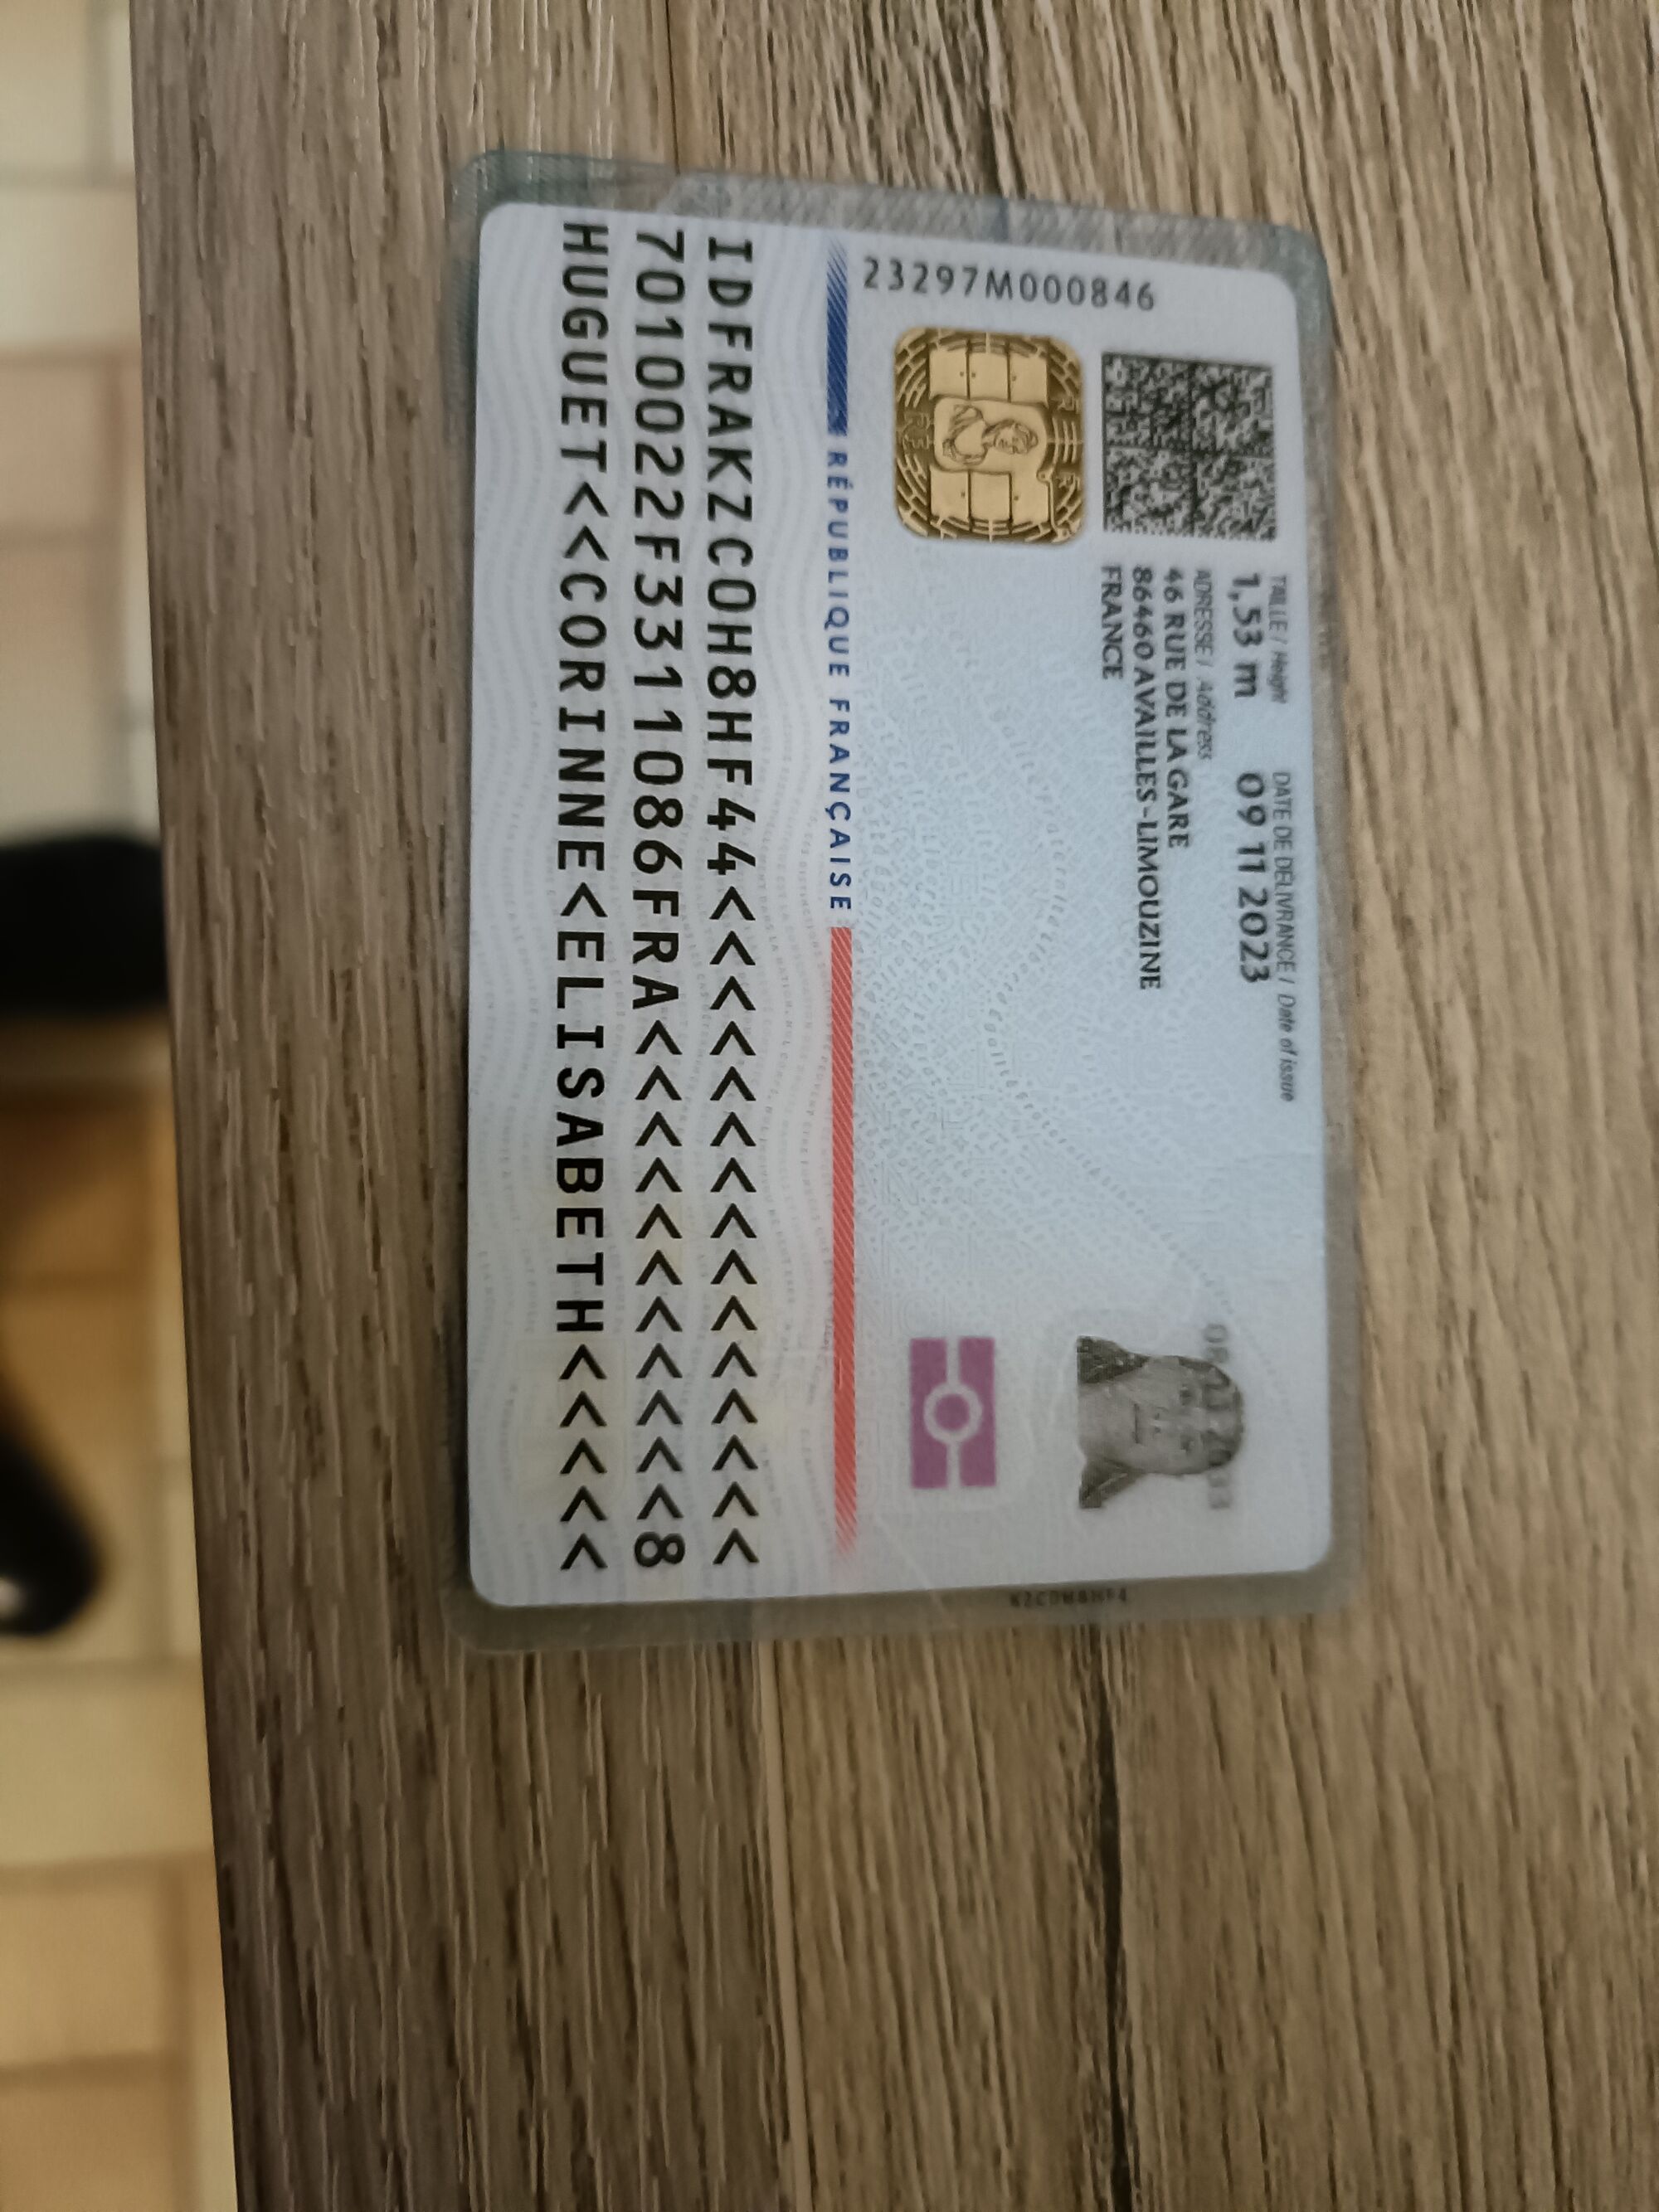 23297M000846
TAILLE / Height
1,53 m
DATE DE DÉLIVRANCE / Date of issue
09 11 2023
ADRESSE / Address
46 RUE DE LA GARE
86460 AVAILLES-LIMOUZINE
FRANCE
RÉPUBLIQUE FRANÇAISE
IDFRAKZC0H8HF44<<<<<<<<<<<<<<<
7010022F3311086FRA<<<<<<<<<<<8
HUGUET<<CORINNE<ELISABETH<<<<<